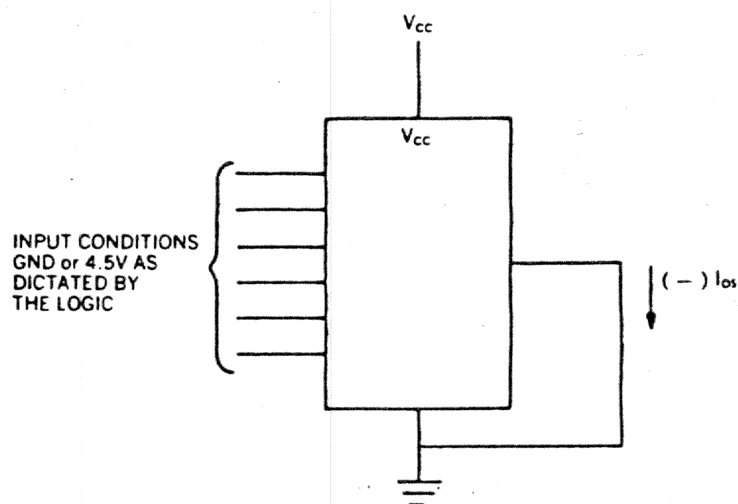 Vcc
Vcc
INPUT CONDITIONS
GND or 4.5V AS
DICTATED BY
THE LOGIC
(−) Ios